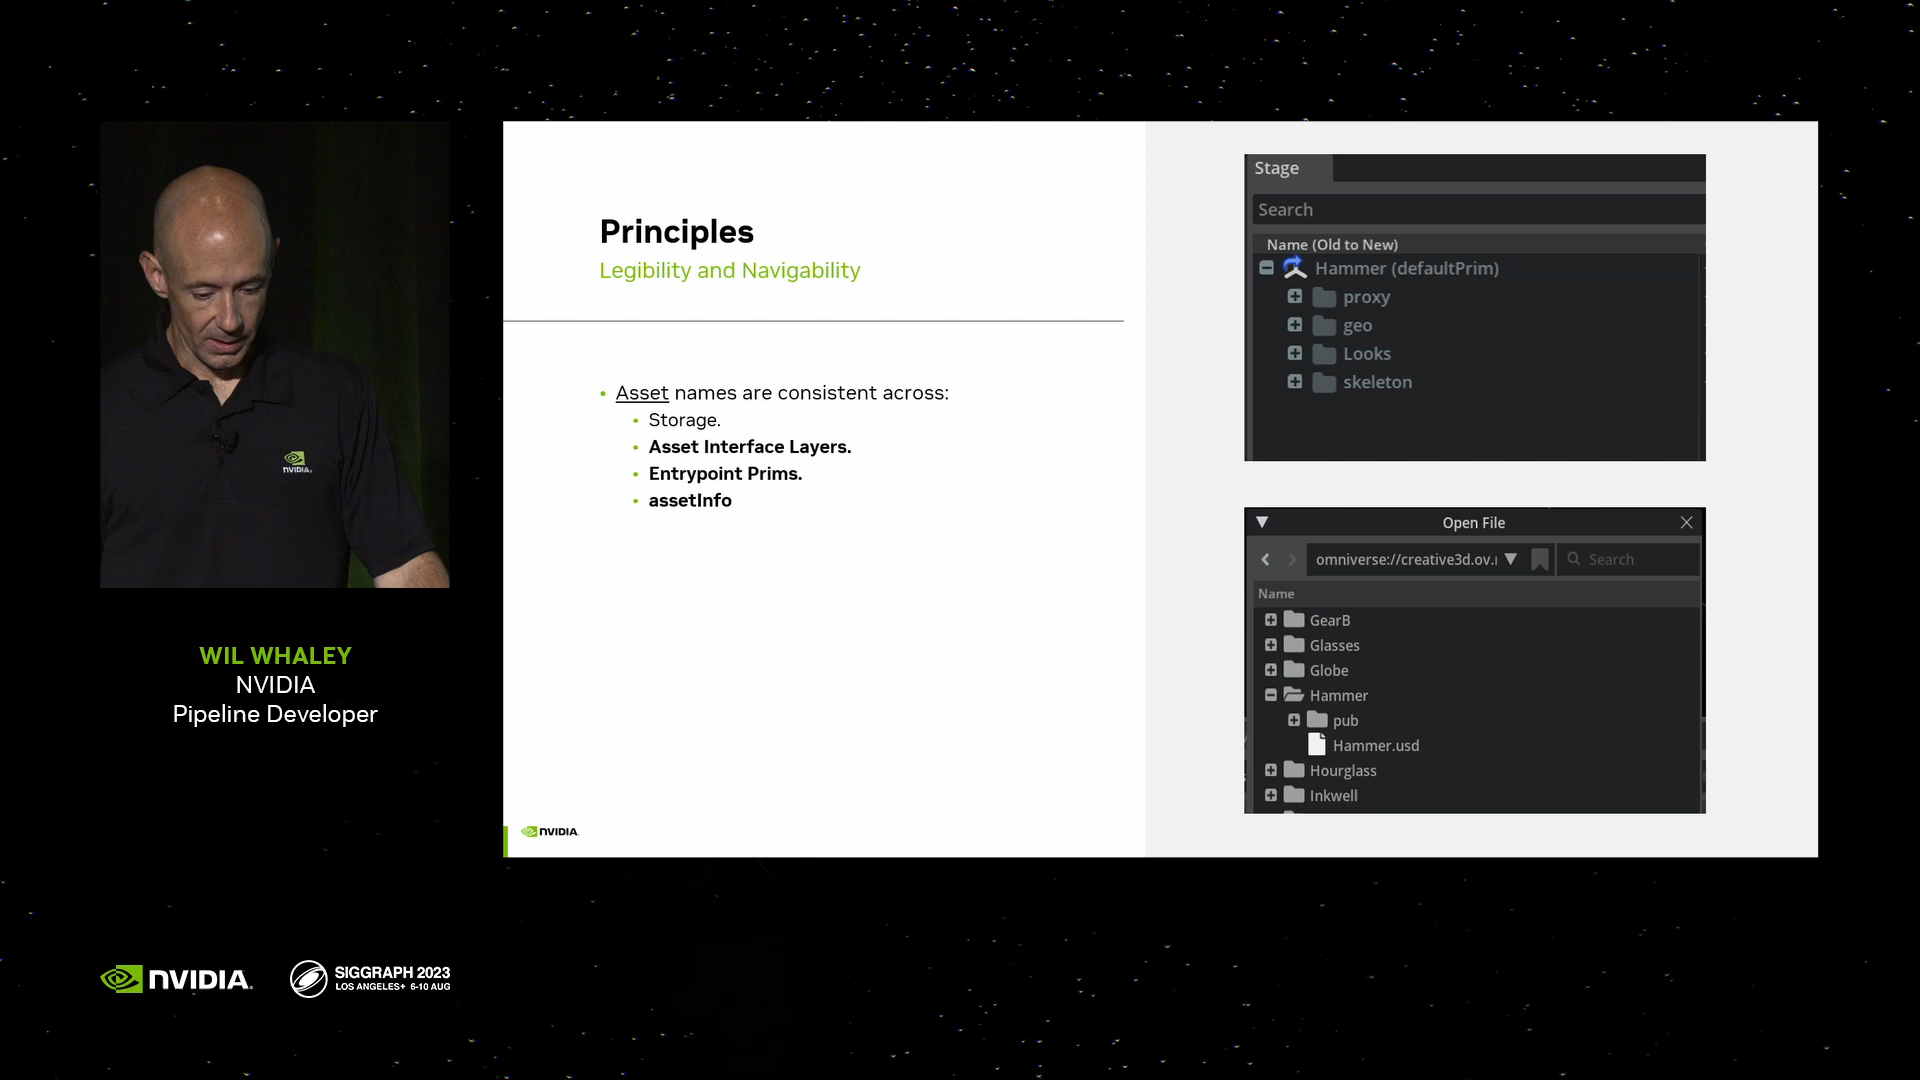 Principles
Legibility and Navigability
• Asset names are consistent across:
• Storage.
• Asset Interface Layers.
• Entrypoint Prims.
• assetInfo
NVIDIA.
Stage
Search
Name (Old to New)
Hammer (defaultPrim)
proxy
geo
Looks
skeleton
Open File
omniverse://creative3d.ov.
Search
Name
GearB
Glasses
Globe
Hammer
pub
Hammer.usd
Hourglass
Inkwell
NVIDIA.
WIL WHALEY
NVIDIA
Pipeline Developer
NVIDIA.
SIGGRAPH 2023
LOS ANGELES+ 6-10 AUG